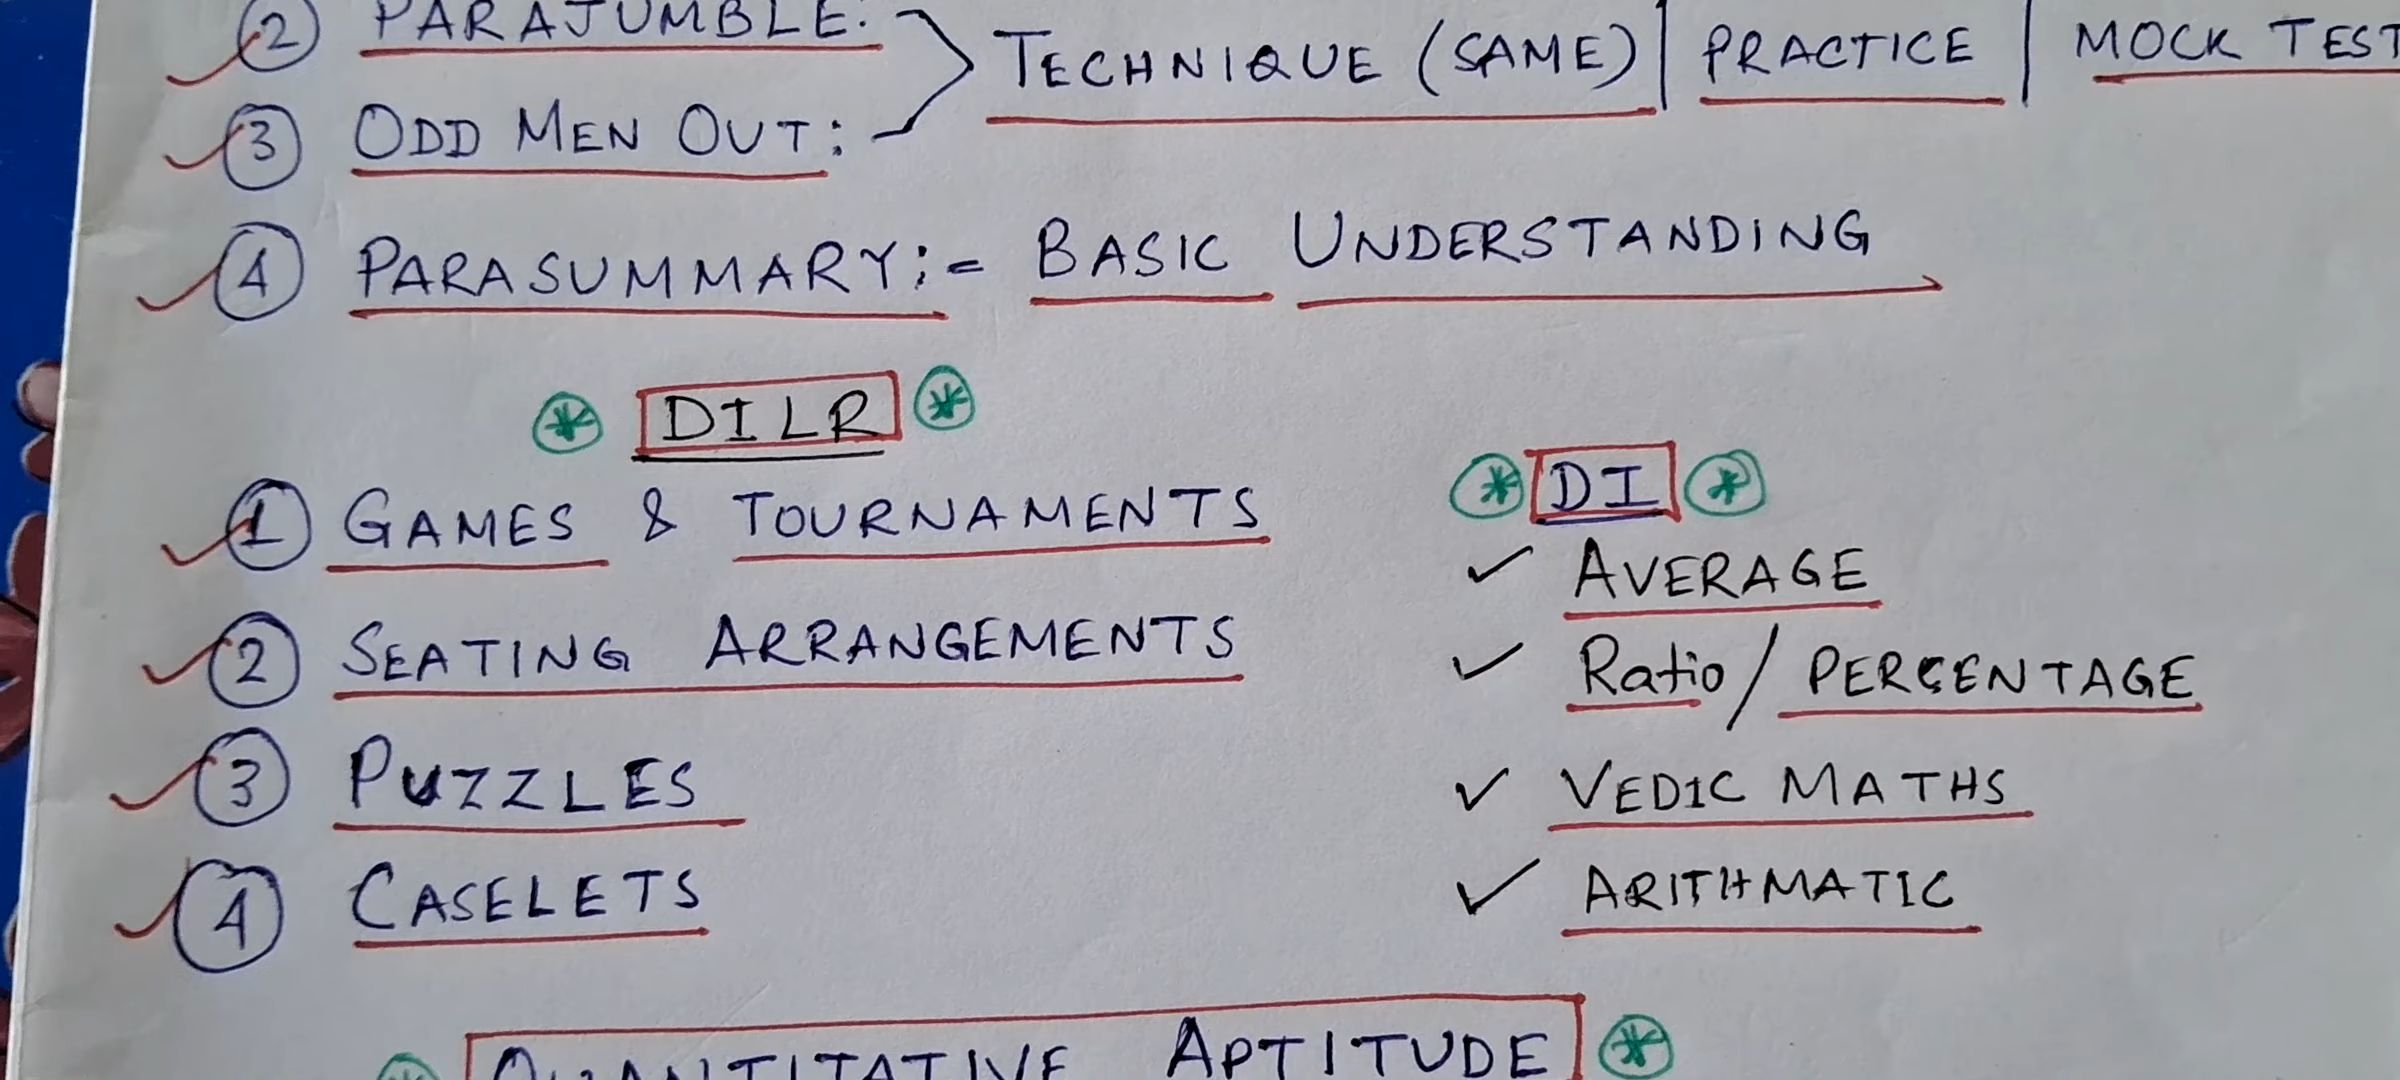 ② PARAJUMBLE:
TECHNIQUE (SAME) | PRACTICE | MOCK TEST
③ ODD MEN OUT:
④ PARASUMMARY:= BASIC UNDERSTANDING
* DILR *
① GAMES & TOURNAMENTS
② SEATING ARRANGEMENTS
③ PUZZLES
④ CASELETS
* DI *
✓ AVERAGE
✓ Ratio / PERCENTAGE
✓ VEDIC MATHS
✓ ARITHMATIC
* QUANTITATIVE APTITUDE *